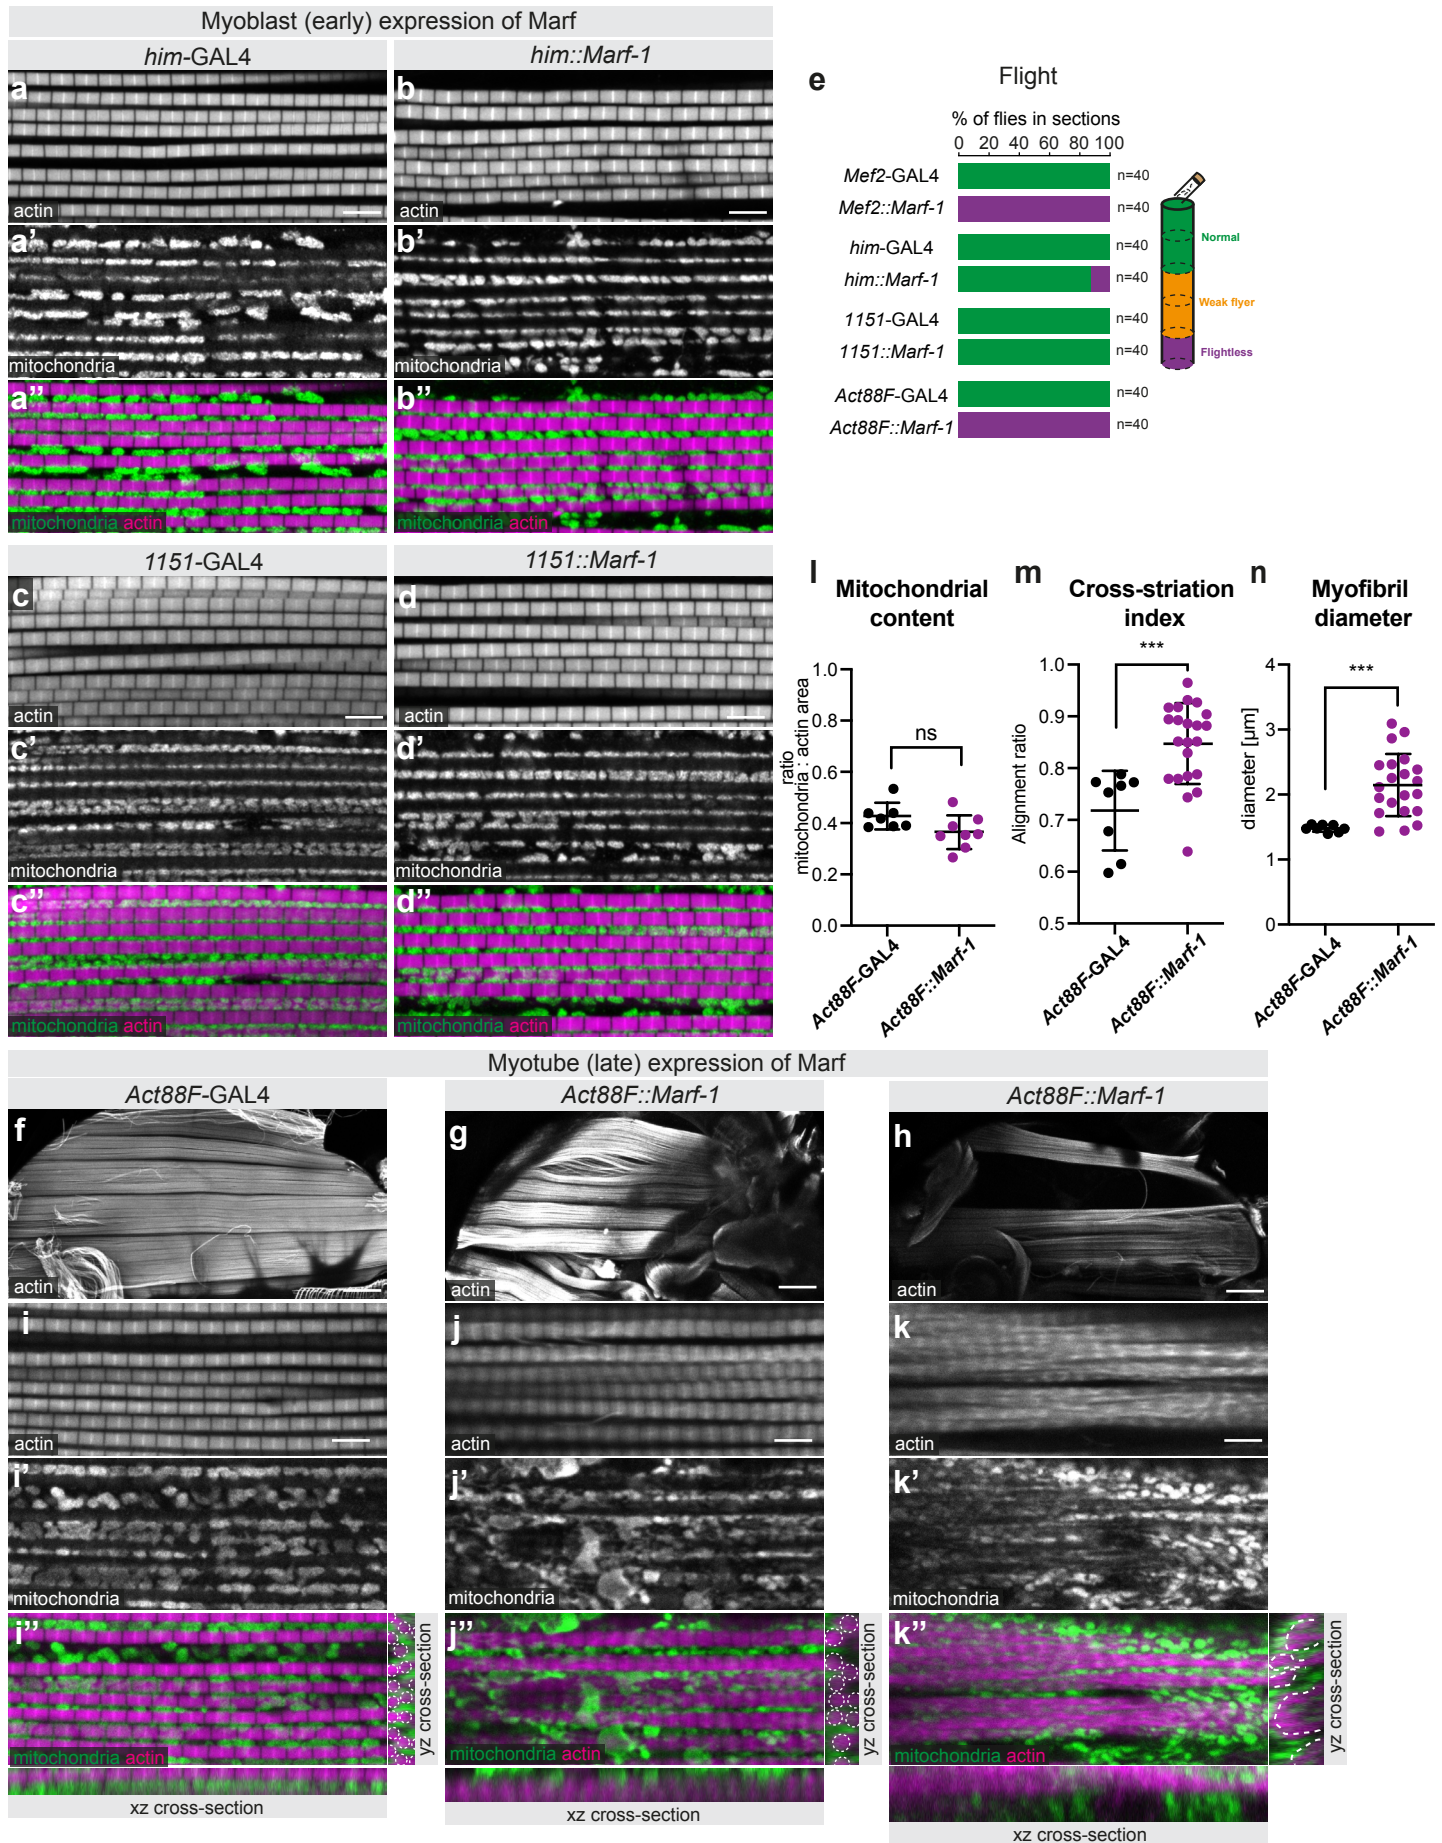 Myoblast (early) expression of Marf
him-GAL4
him::Marf-1
a
actin
b
actin
a'
mitochondria
b'
mitochondria
a''
mitochondria actin
b''
mitochondria actin
1151-GAL4
1151::Marf-1
c
actin
d
actin
c'
mitochondria
d'
mitochondria
c''
mitochondria actin
d''
mitochondria actin
e
Flight
% of flies in sections
0 20 40 60 80 100
Mef2-GAL4 n=40
Mef2::Marf-1 n=40
him-GAL4 n=40
him::Marf-1 n=40
1151-GAL4 n=40
1151::Marf-1 n=40
Act88F-GAL4 n=40
Act88F::Marf-1 n=40
Normal
Weak flyer
Flightless
l
Mitochondrial
content
ratio
mitochondria : actin area
1.0
0.8
0.6
0.4
0.2
0.0
ns
Act88F-GAL4
Act88F::Marf-1
m
Cross-striation
index
Alignment ratio
1.0
0.9
0.8
0.7
0.6
0.5
***
Act88F-GAL4
Act88F::Marf-1
n
Myofibril
diameter
diameter [µm]
4
3
2
1
0
***
Act88F-GAL4
Act88F::Marf-1
Myotube (late) expression of Marf
Act88F-GAL4
Act88F::Marf-1
Act88F::Marf-1
f
actin
g
actin
h
actin
i
actin
j
actin
k
actin
i'
mitochondria
j'
mitochondria
k'
mitochondria
i''
mitochondria actin
yz cross-section
j''
mitochondria actin
yz cross-section
k''
mitochondria actin
yz cross-section
xz cross-section
xz cross-section
xz cross-section